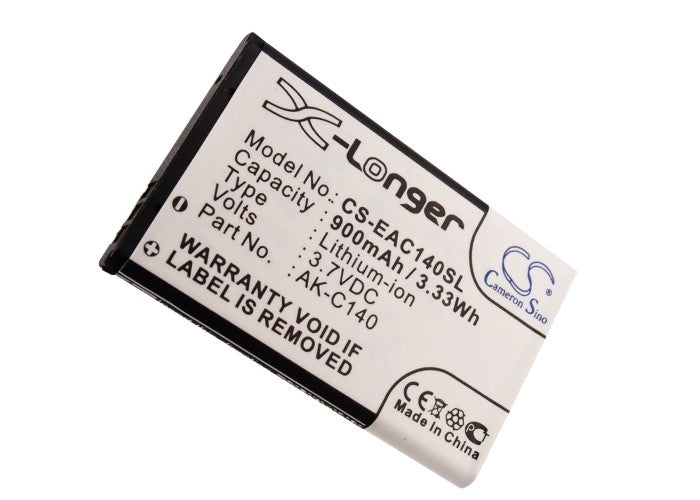 X-Longer
Model No.: CS-EAC140SL
Capacity: 900mAh / 3.33Wh
Type: Lithium-ion
Volts: 3.7VDC
Part No.: AK-C140
WARRANTY VOID IF
LABEL IS REMOVED
CS
Cameron Sino
Made in China